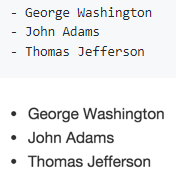 - George Washington
- John Adams
- Thomas Jefferson
• George Washington
• John Adams
• Thomas Jefferson